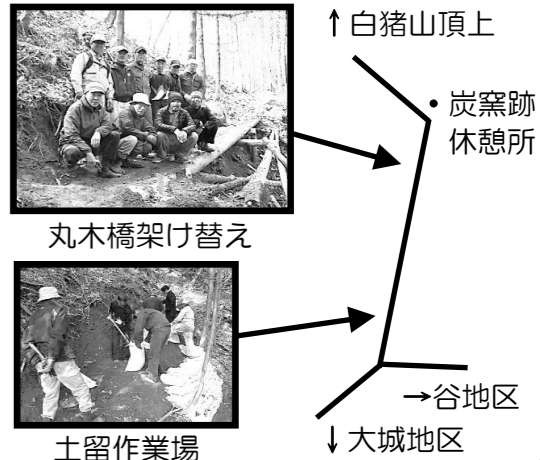 ↑白猪山頂上
・炭窯跡
休憩所
丸木橋架け替え
→谷地区
土留作業場
↓大城地区